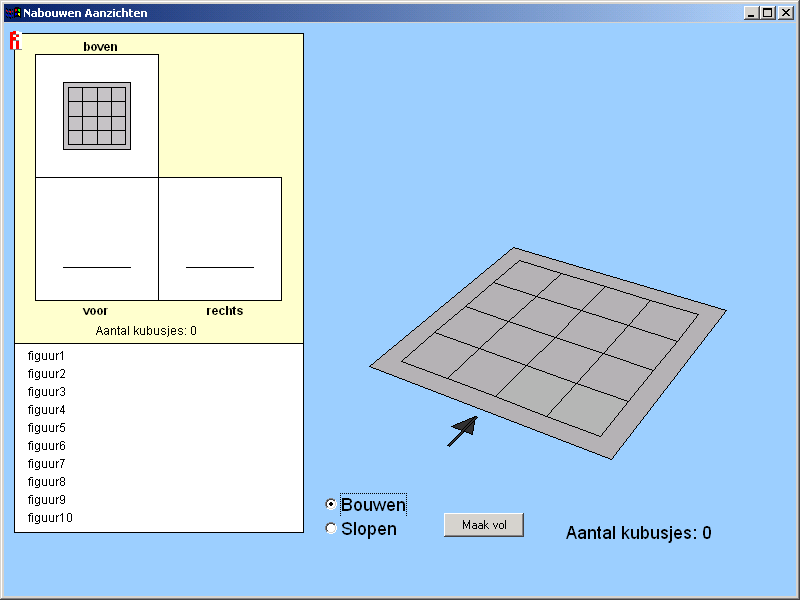 Nabouwen Aanzichten
boven
voor rechts
Aantal kubusjes: 0
figuur1
figuur2
figuur3
figuur4
figuur5
figuur6
figuur7
figuur8
figuur9
figuur10
Bouwen
Slopen
Maak vol
Aantal kubusjes: 0